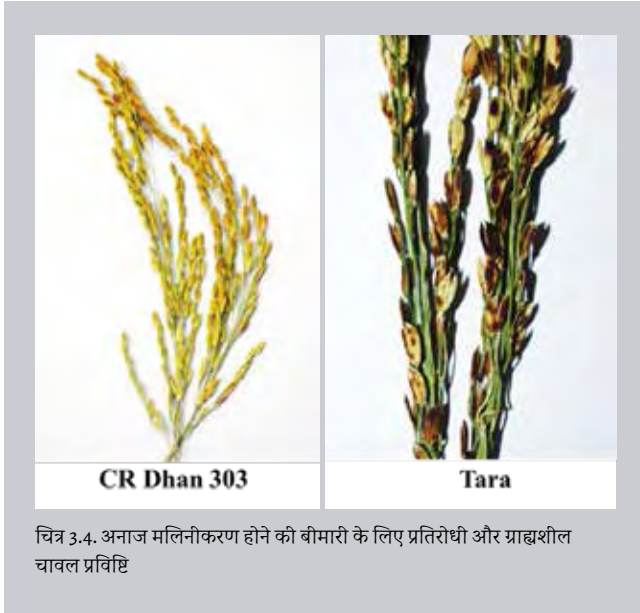 CR Dhan 303
Tara
चित्र 3.4. अनाज मलिनीकरण होने की बीमारी के लिए प्रतिरोधी और ग्राह्यशील
चावल प्रविष्टि